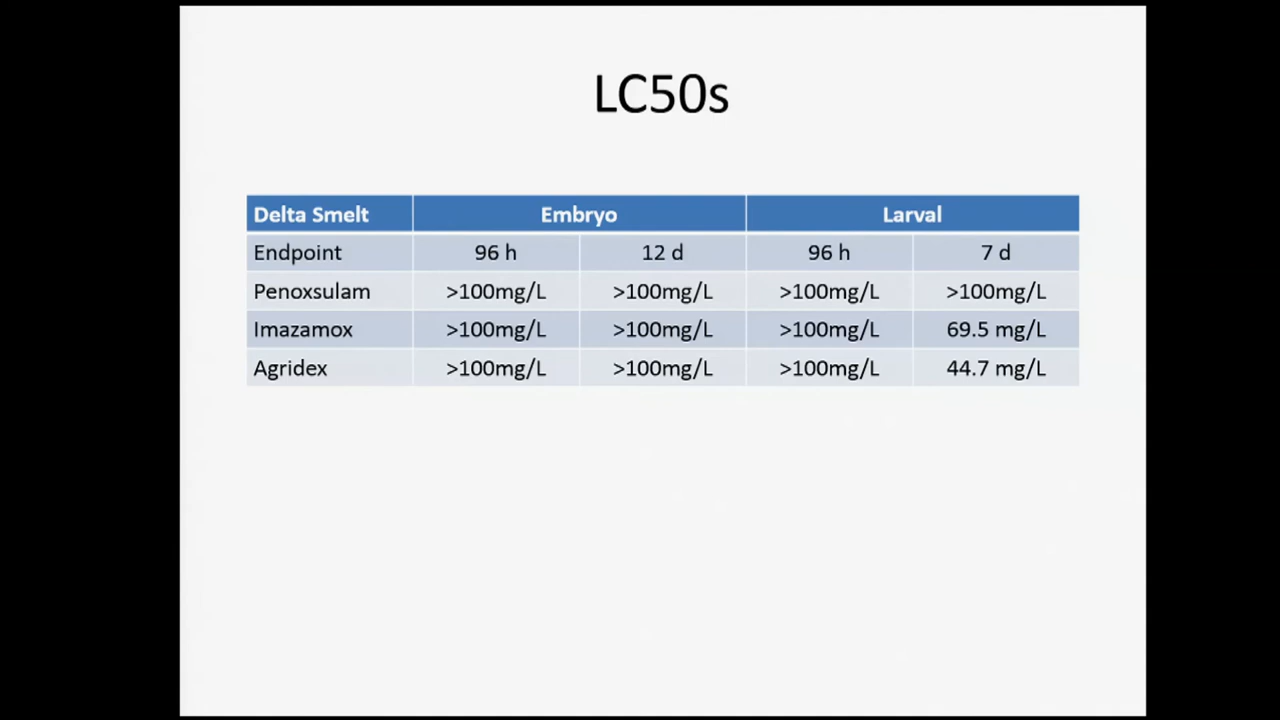 LC50s
Delta Smelt Embryo Larval
Endpoint 96 h 12 d 96 h 7 d
Penoxsulam >100mg/L >100mg/L >100mg/L >100mg/L
Imazamox >100mg/L >100mg/L >100mg/L 69.5 mg/L
Agridex >100mg/L >100mg/L >100mg/L 44.7 mg/L